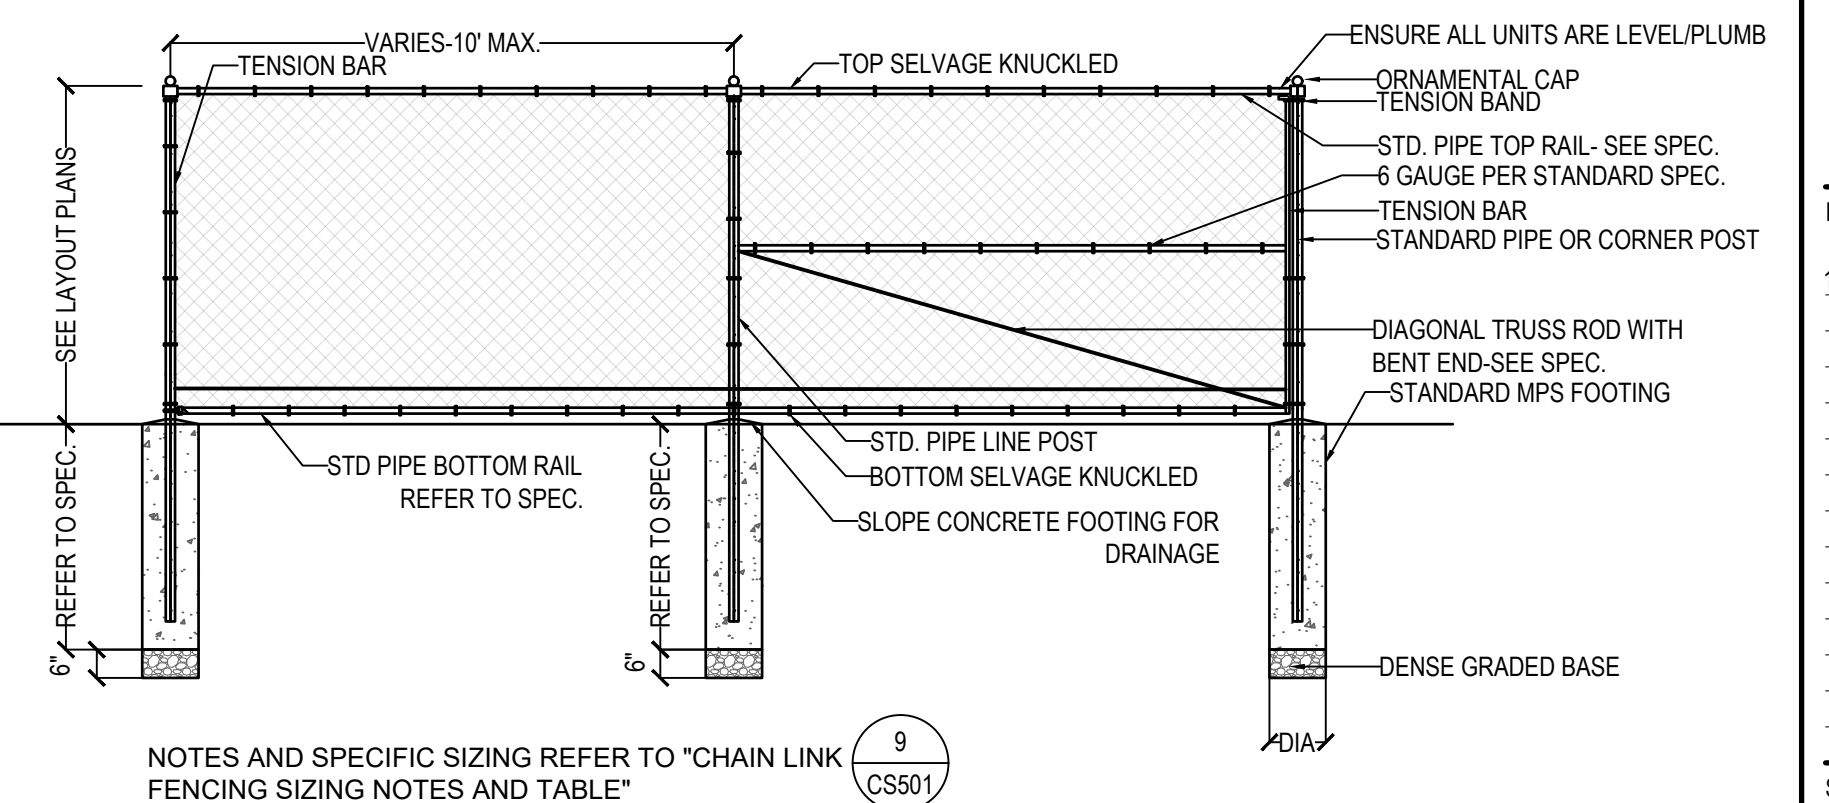 VARIES-10' MAX.
TENSION BAR
TOP SELVAGE KNUCKLED
ENSURE ALL UNITS ARE LEVEL/PLUMB
ORNAMENTAL CAP
TENSION BAND
STD. PIPE TOP RAIL- SEE SPEC.
6 GAUGE PER STANDARD SPEC.
TENSION BAR
STANDARD PIPE OR CORNER POST
SEE LAYOUT PLANS
DIAGONAL TRUSS ROD WITH
BENT END-SEE SPEC.
STANDARD MPS FOOTING
STD. PIPE LINE POST
BOTTOM SELVAGE KNUCKLED
STD PIPE BOTTOM RAIL
REFER TO SPEC.
SLOPE CONCRETE FOOTING FOR
DRAINAGE
REFER TO SPEC.
REFER TO SPEC.
6"
6"
DENSE GRADED BASE
DIA
NOTES AND SPECIFIC SIZING REFER TO "CHAIN LINK
FENCING SIZING NOTES AND TABLE"
9
CS501